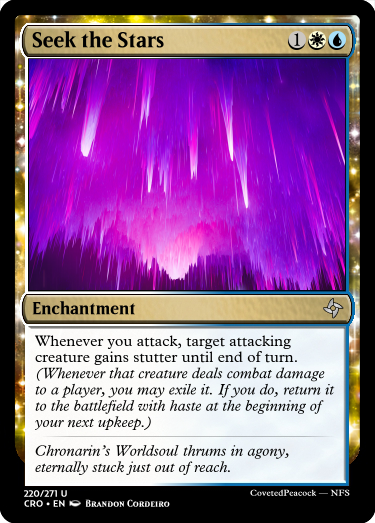 Seek the Stars 1
Enchantment
Whenever you attack, target attacking
creature gains stutter until end of turn.
(Whenever that creature deals combat damage
to a player, you may exile it. If you do, return it
to the battlefield with haste at the beginning of
your next upkeep.)
Chronarin's Worldsoul thrums in agony,
eternally stuck just out of reach.
220/271 U
CRO • EN Brandon Cordeiro
CovetedPeacock — NFS